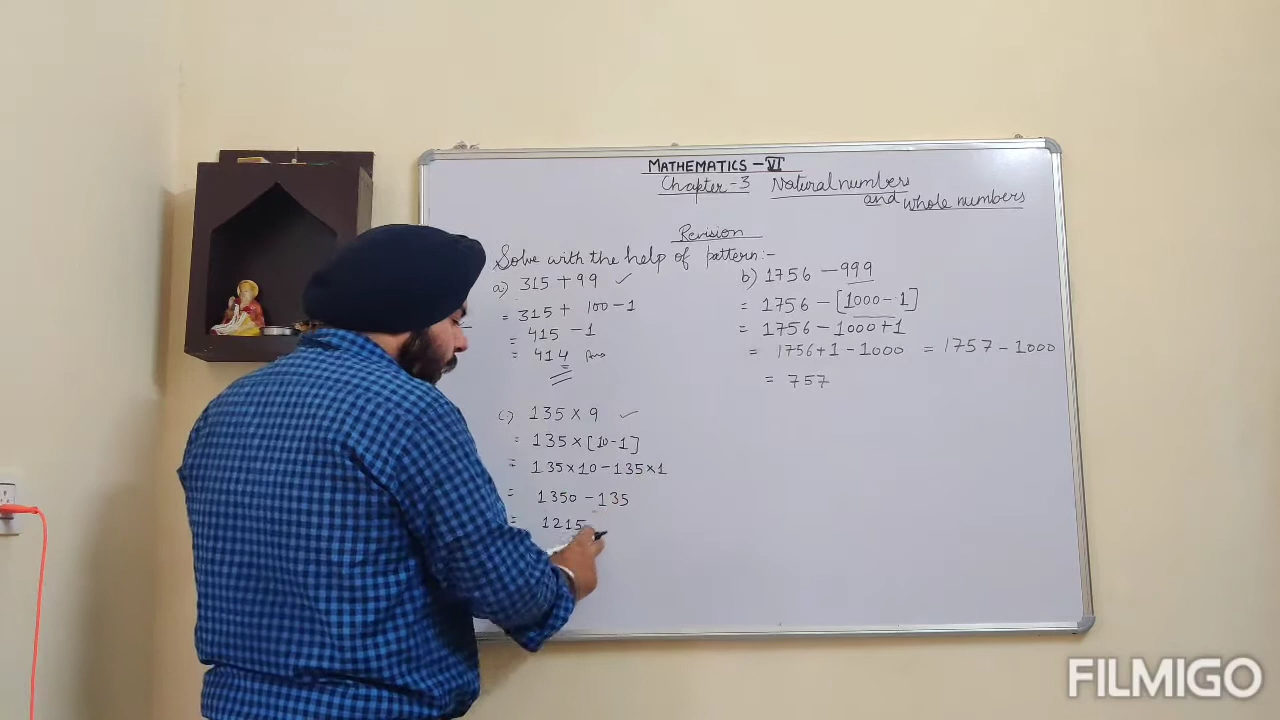 MATHEMATICS - VI
Chapter-3 Natural numbers
and whole numbers
Revision
Solve with the help of pattern:-
a) 315 + 99 ✓
= 315 + 100 - 1
= 415 - 1
= 414 Ans
b) 1756 - 999
= 1756 - [1000 - 1]
= 1756 - 1000 + 1
= 1756 + 1 - 1000 = 1757 - 1000
= 757
c) 135 × 9 ✓
= 135 × [10 - 1]
= 135 × 10 - 135 × 1
= 1350 - 135
= 1215
FILMIGO